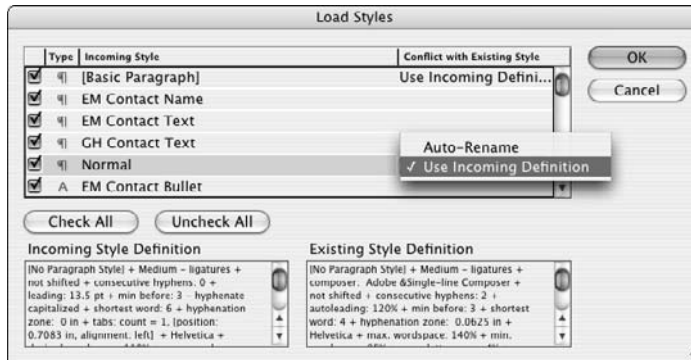 Load Styles
Type Incoming Style Conflict with Existing Style
¶ [Basic Paragraph] Use Incoming Defini...
¶ EM Contact Name
¶ EM Contact Text
¶ GH Contact Text
¶ Normal
A EM Contact Bullet
Auto-Rename
✓ Use Incoming Definition
OK
Cancel
Check All Uncheck All
Incoming Style Definition
[No Paragraph Style] + Medium – ligatures +
not shifted + consecutive hyphens: 0 +
leading: 13.5 pt + min before: 3 – hyphenate
capitalized + shortest word: 6 + hyphenation
zone: 0 in + tabs: count = 1, [position:
0.7083 in, alignment: left] + Helvetica +
Existing Style Definition
[No Paragraph Style] + Medium – ligatures +
composer: Adobe &Single-line Composer +
not shifted + consecutive hyphens: 2 +
autoleading: 120% + min before: 3 + shortest
word: 4 + hyphenation zone: 0.0625 in +
Helvetica + max. wordspace: 140% + min.